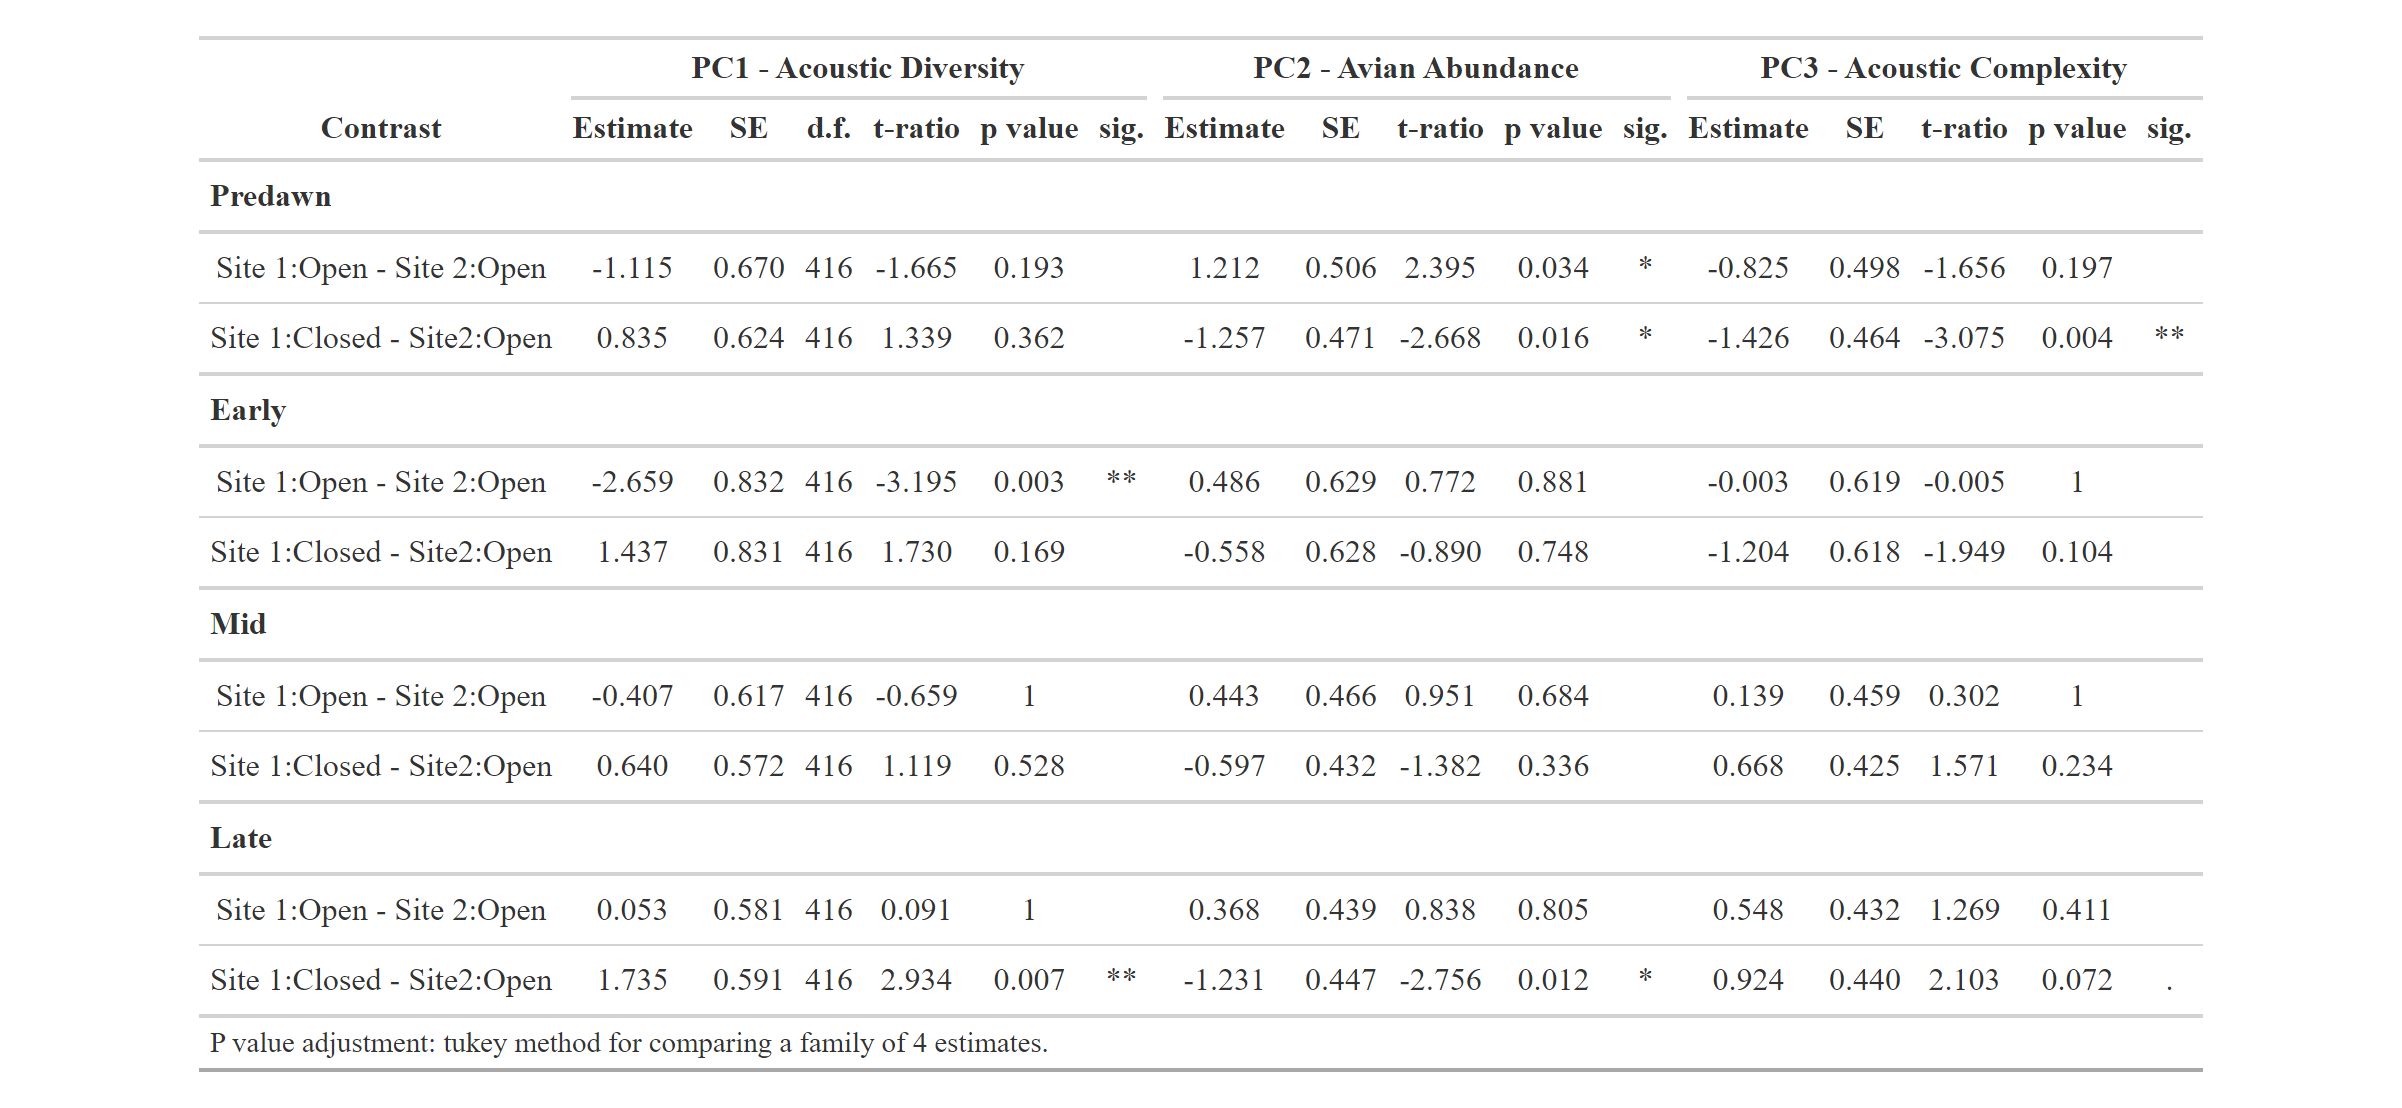 PC1 - Acoustic Diversity PC2 - Avian Abundance PC3 - Acoustic Complexity
Contrast Estimate SE d.f. t-ratio p value sig. Estimate SE t-ratio p value sig. Estimate SE t-ratio p value sig.
Predawn
Site 1:Open - Site 2:Open -1.115 0.670 416 -1.665 0.193 1.212 0.506 2.395 0.034 * -0.825 0.498 -1.656 0.197
Site 1:Closed - Site2:Open 0.835 0.624 416 1.339 0.362 -1.257 0.471 -2.668 0.016 * -1.426 0.464 -3.075 0.004 **
Early
Site 1:Open - Site 2:Open -2.659 0.832 416 -3.195 0.003 ** 0.486 0.629 0.772 0.881 -0.003 0.619 -0.005 1
Site 1:Closed - Site2:Open 1.437 0.831 416 1.730 0.169 -0.558 0.628 -0.890 0.748 -1.204 0.618 -1.949 0.104
Mid
Site 1:Open - Site 2:Open -0.407 0.617 416 -0.659 1 0.443 0.466 0.951 0.684 0.139 0.459 0.302 1
Site 1:Closed - Site2:Open 0.640 0.572 416 1.119 0.528 -0.597 0.432 -1.382 0.336 0.668 0.425 1.571 0.234
Late
Site 1:Open - Site 2:Open 0.053 0.581 416 0.091 1 0.368 0.439 0.838 0.805 0.548 0.432 1.269 0.411
Site 1:Closed - Site2:Open 1.735 0.591 416 2.934 0.007 ** -1.231 0.447 -2.756 0.012 * 0.924 0.440 2.103 0.072 .
P value adjustment: tukey method for comparing a family of 4 estimates.